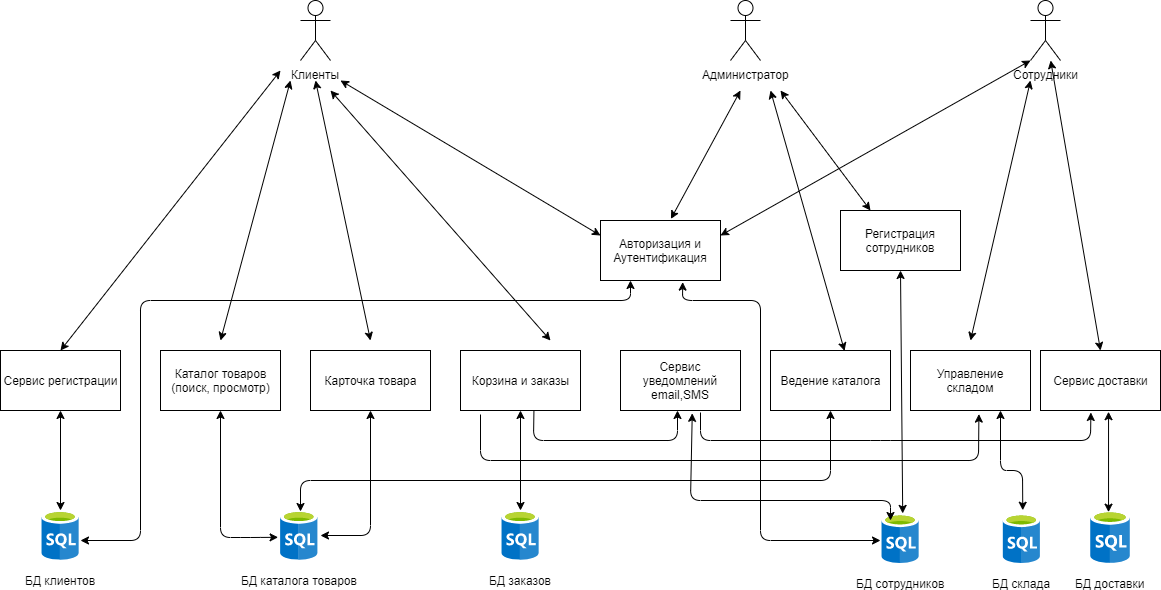 Клиенты
Администратор
Сотрудники
Авторизация и
Аутентификация
Регистрация
сотрудников
Сервис регистрации
Каталог товаров
(поиск, просмотр)
Карточка товара
Корзина и заказы
Сервис
уведомлений
email,SMS
Ведение каталога
Управление
складом
Сервис доставки
SQL
SQL
SQL
SQL
SQL
SQL
БД клиентов
БД каталога товаров
БД заказов
БД сотрудников
БД склада
БД доставки